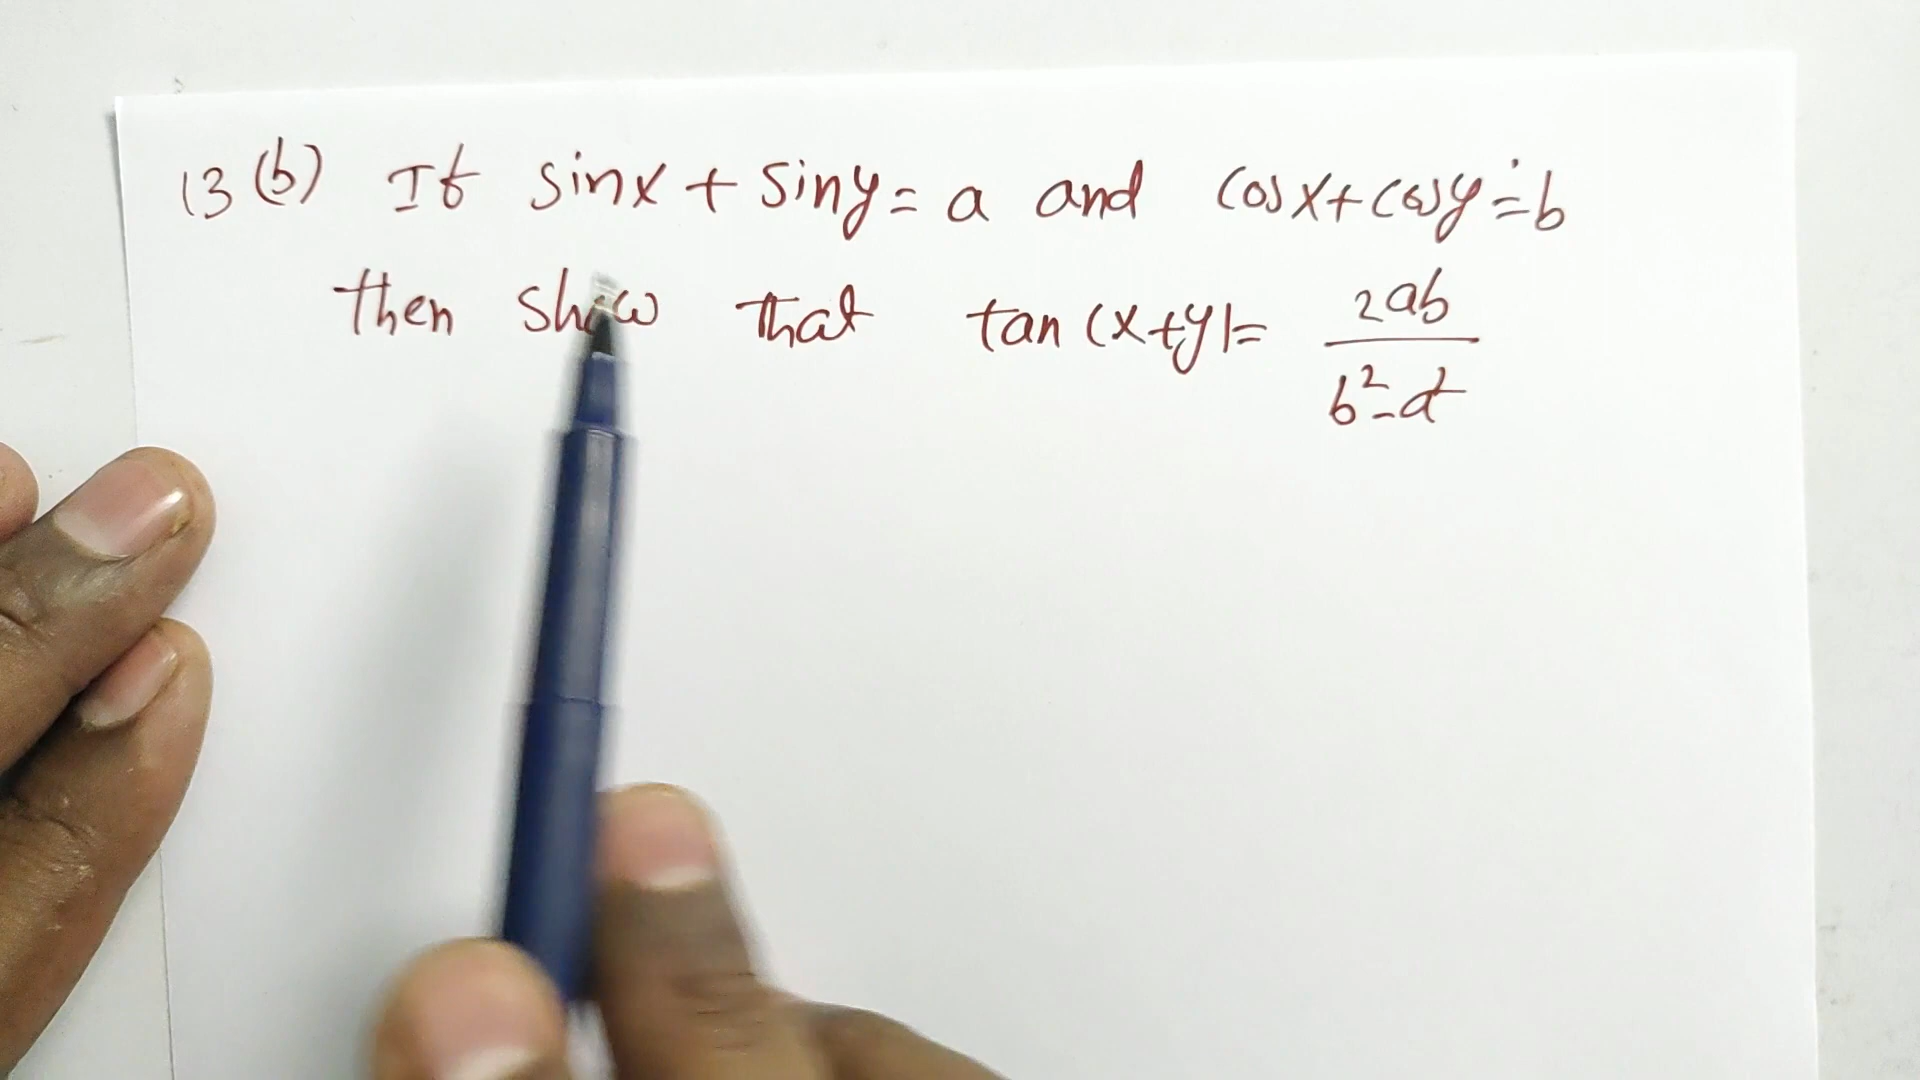 13 (b) If sinx + siny = a and cosx + cosy = b
then show that tan (x+y) = 2ab / b² - a²